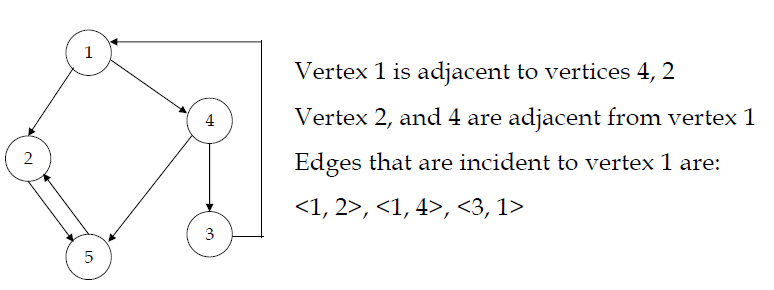 1
Vertex 1 is adjacent to vertices 4, 2
4
Vertex 2, and 4 are adjacent from vertex 1
2
Edges that are incident to vertex 1 are:
<1, 2>, <1, 4>, <3, 1>
3
5